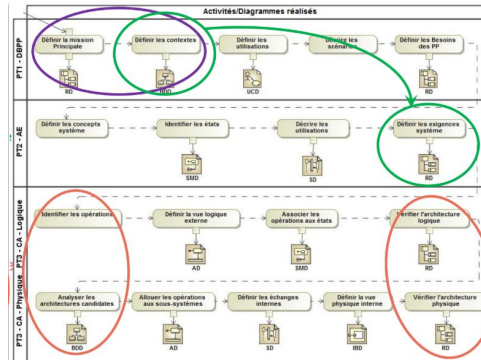 Activités/Diagrammes réalisés
PT1 - DBPP
Définir la mission
Principale
Définir les contextes
Définir les
utilisations
Décrire les
scénarios
Définir les Besoins
des PP
RD
BDD
UCD
RD
PT2 - AE
Définir les concepts
système
Identifier les états
Décrire les
utilisations
Définir les exigences
système
SMD
SD
RD
PT3 - CA - Logique
Identifier les opérations
Définir la vue logique
externe
Associer les
opérations aux états
Vérifier l'architecture
logique
AD
SMD
RD
PT3 - CA - Physique
Analyser les
architectures candidates
Allouer les opérations
aux sous-systèmes
Définir les échanges
internes
Définir la vue
physique interne
Vérifier l'architecture
physique
BDD
AD
SD
IBD
RD